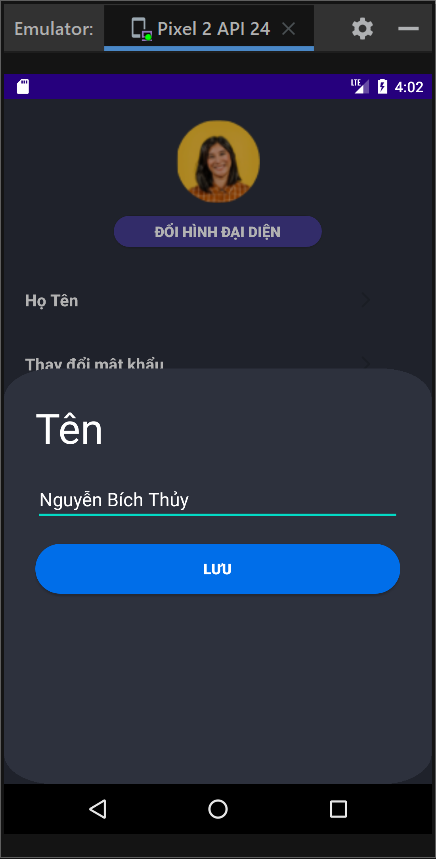 Emulator: Pixel 2 API 24
LTE 4:02
ĐỔI HÌNH ĐẠI DIỆN
Họ Tên
Thay đổi mật khẩu
Tên
Nguyễn Bích Thủy
LƯU